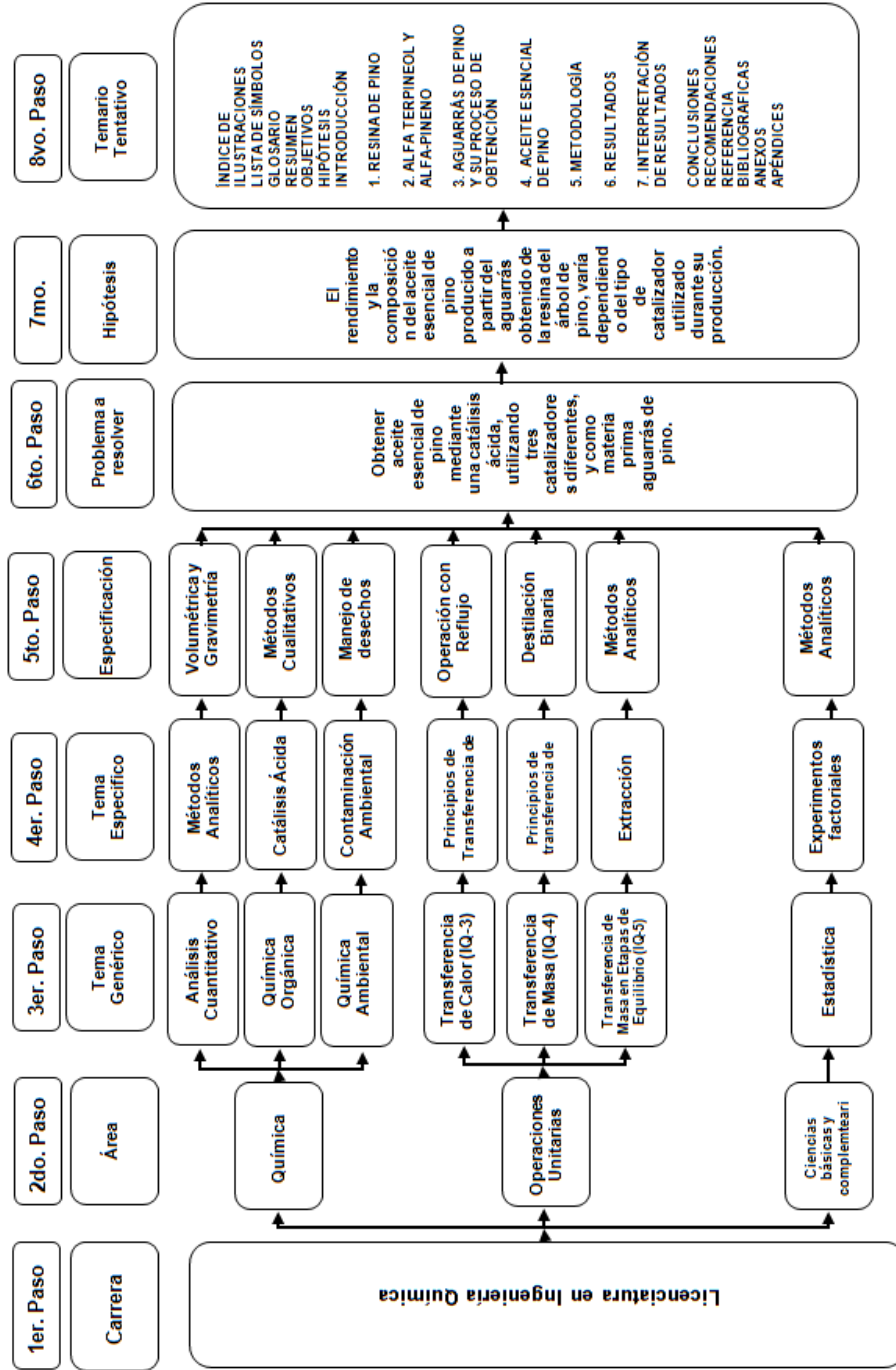 1er. Paso
Carrera
Licenciatura en Ingeniería Química
2do. Paso
Área
Química
Operaciones
Unitarias
Ciencias
básicas y
complemteari
3er. Paso
Tema
Genérico
Análisis
Cuantitativo
Química
Orgánica
Química
Ambiental
Transferencia
de Calor (IQ-3)
Transferencia
de Masa (IQ-4)
Transferencia de
Masa en Etapas de
Equilibrio (IQ-5)
Estadística
4er. Paso
Tema
Especifico
Métodos
Analíticos
Catálisis Ácida
Contaminación
Ambiental
Principios de
Transferencia de
Principios de
transferencia de
Extracción
Experimentos
factoriales
5to. Paso
Especificación
Volumétrica y
Gravimetría
Métodos
Cualitativos
Manejo de
desechos
Operación con
Reflujo
Destilación
Binaria
Métodos
Analíticos
Métodos
Analíticos
6to. Paso
Problema a
resolver
Obtener
aceite
esencial de
pino
mediante
una catálisis
ácida,
utilizando
tres
catalizadore
s diferentes,
y como
materia
prima
aguarrás de
pino.
7mo.
Hipótesis
El
rendimiento
y la
composició
n del aceite
esencial de
pino
producido a
partir del
aguarrás
obtenido de
la resina del
árbol de
pino, varía
dependiend
o del tipo
de
catalizador
utilizado
durante su
producción.
8vo. Paso
Temario
Tentativo
ÍNDICE DE
ILUSTRACIONES
LISTA DE SÍMBOLOS
GLOSARIO
RESUMEN
OBJETIVOS
HIPÓTESIS
INTRODUCCIÓN
1. RESINA DE PINO
2. ALFA TERPINEOL Y
ALFA-PINENO
3. AGUARRÁS DE PINO
Y SU PROCESO DE
OBTENCIÓN
4. ACEITE ESENCIAL
DE PINO
5. METODOLOGÍA
6. RESULTADOS
7. INTERPRETACIÓN
DE RESULTADOS
CONCLUSIONES
RECOMENDACIONES
REFERENCIA
BIBLIOGRAFICAS
ANEXOS
APÉNDICES